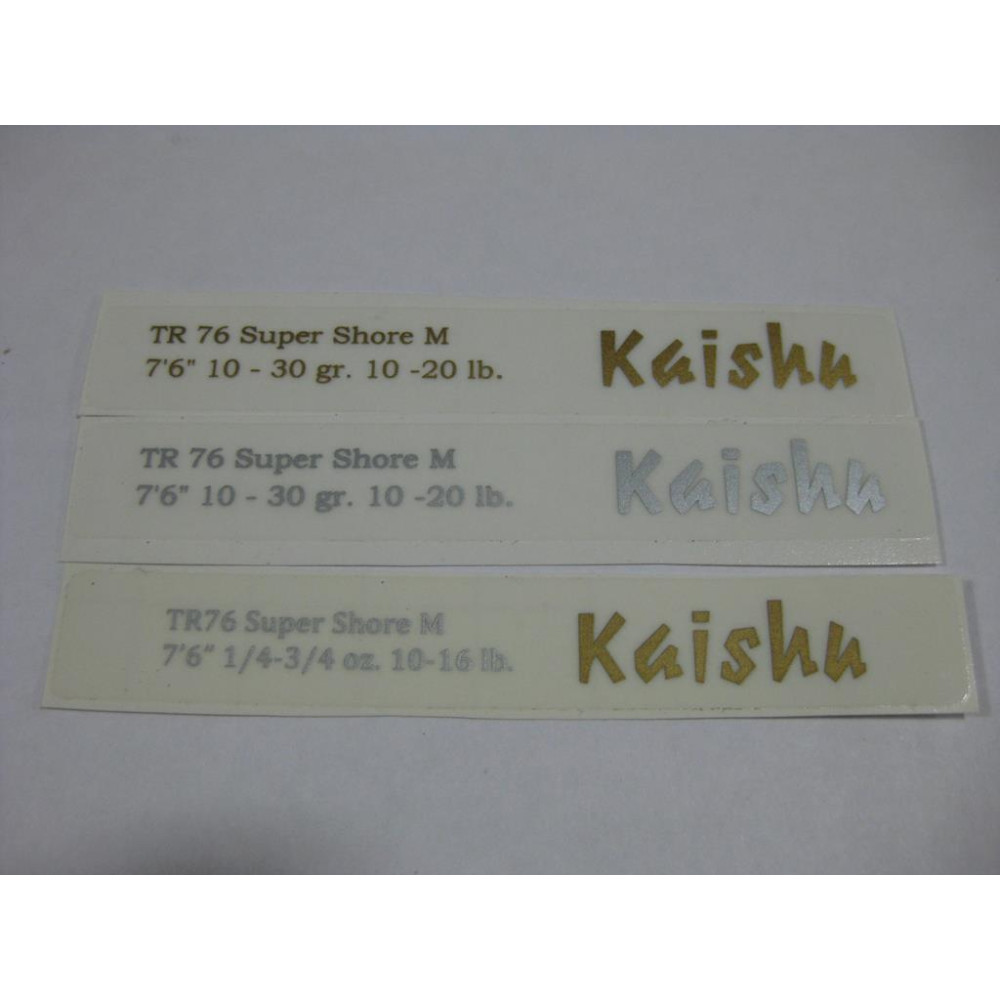 TR 76 Super Shore M
7'6" 10 - 30 gr. 10 -20 lb.
Kaishu
TR 76 Super Shore M
7'6" 10 - 30 gr. 10 -20 lb.
Kaishu
TR76 Super Shore M
7'6" 1/4-3/4 oz. 10-16 lb.
Kaishu